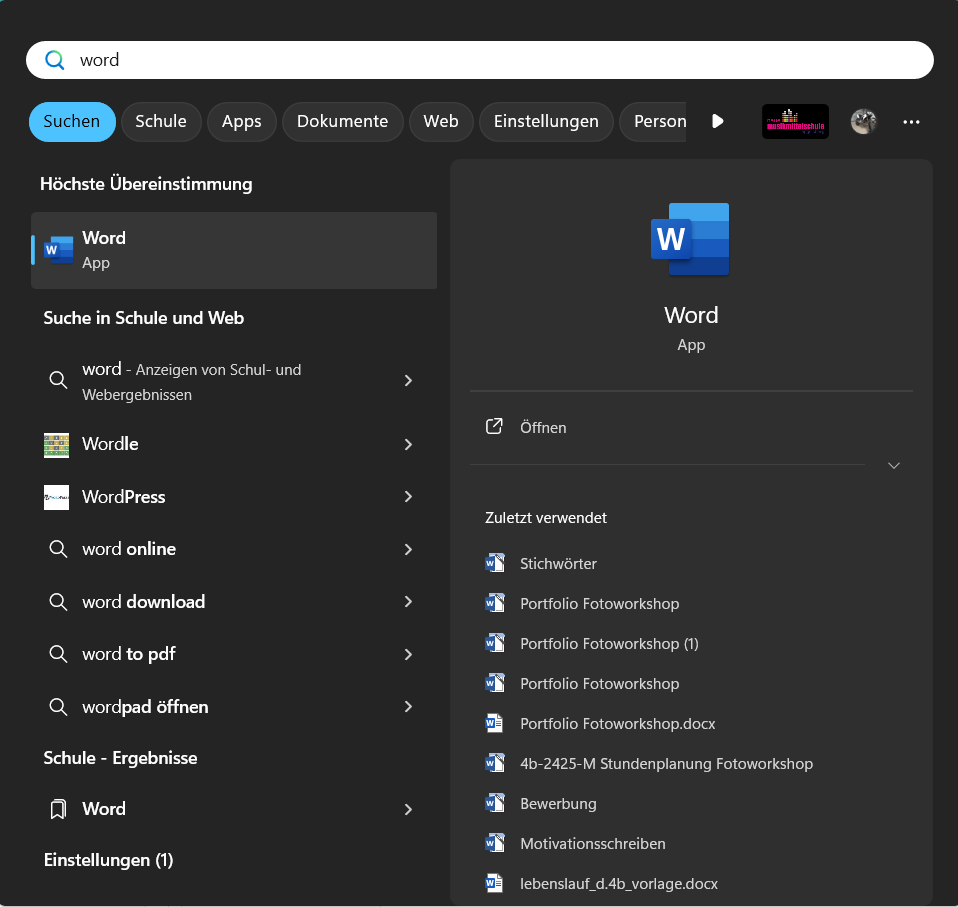 word
Suchen Schule Apps Dokumente Web Einstellungen Person
musikmittelschule
Höchste Übereinstimmung
Word
App
Suche in Schule und Web
word - Anzeigen von Schul- und
Webergebnissen
Wordle
WordPress
word online
word download
word to pdf
wordpad öffnen
Schule - Ergebnisse
Word
Einstellungen (1)
W
Word
App
Öffnen
Zuletzt verwendet
Stichwörter
Portfolio Fotoworkshop
Portfolio Fotoworkshop (1)
Portfolio Fotoworkshop
Portfolio Fotoworkshop.docx
4b-2425-M Stundenplanung Fotoworkshop
Bewerbung
Motivationsschreiben
lebenslauf_d.4b_vorlage.docx